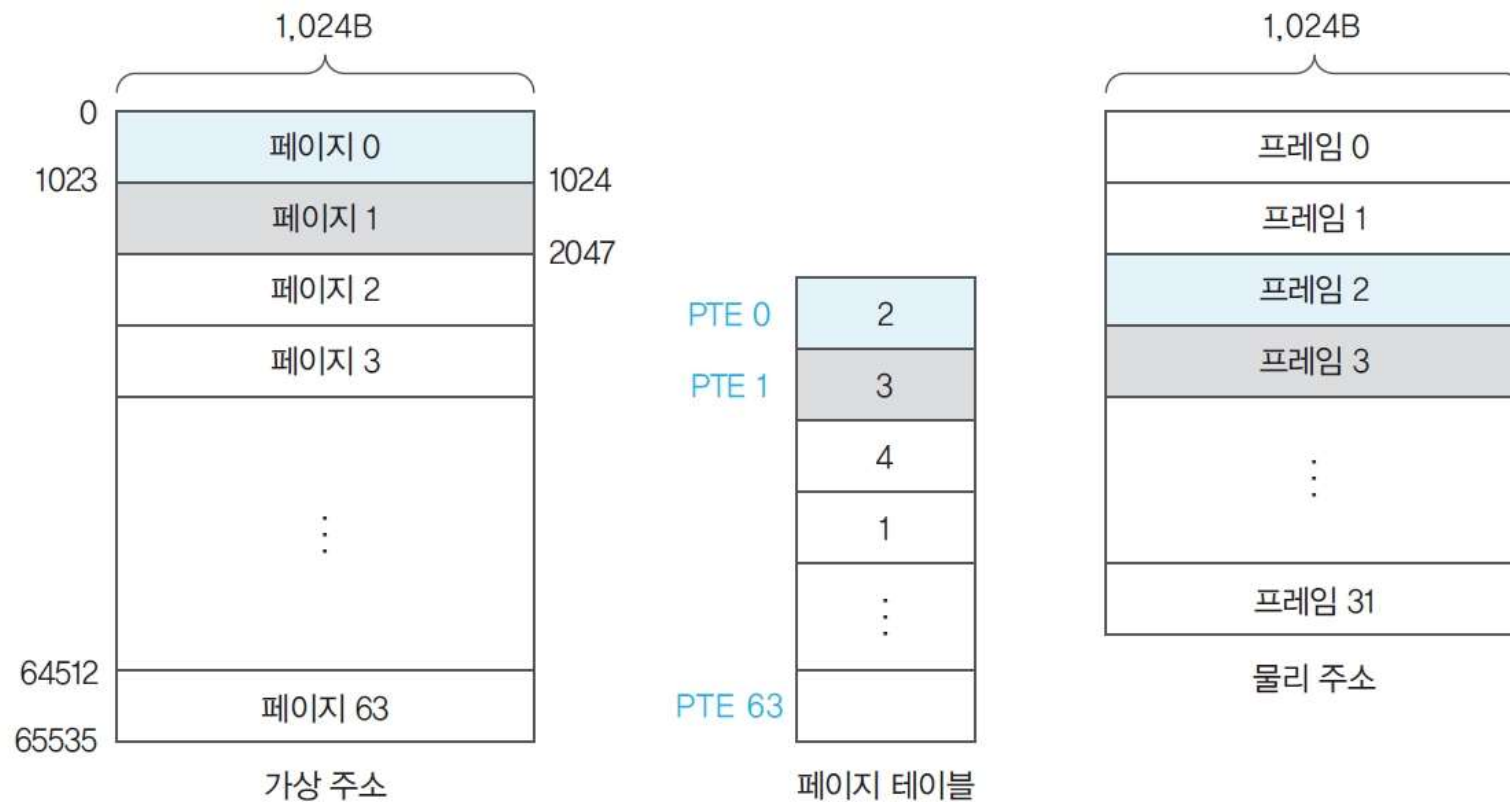 1,024B
0
페이지 0
1023
1024
페이지 1
2047
페이지 2
페이지 3
⋮
64512
페이지 63
65535
가상 주소
PTE 0
2
PTE 1
3
4
1
⋮
PTE 63
페이지 테이블
1,024B
프레임 0
프레임 1
프레임 2
프레임 3
⋮
프레임 31
물리 주소